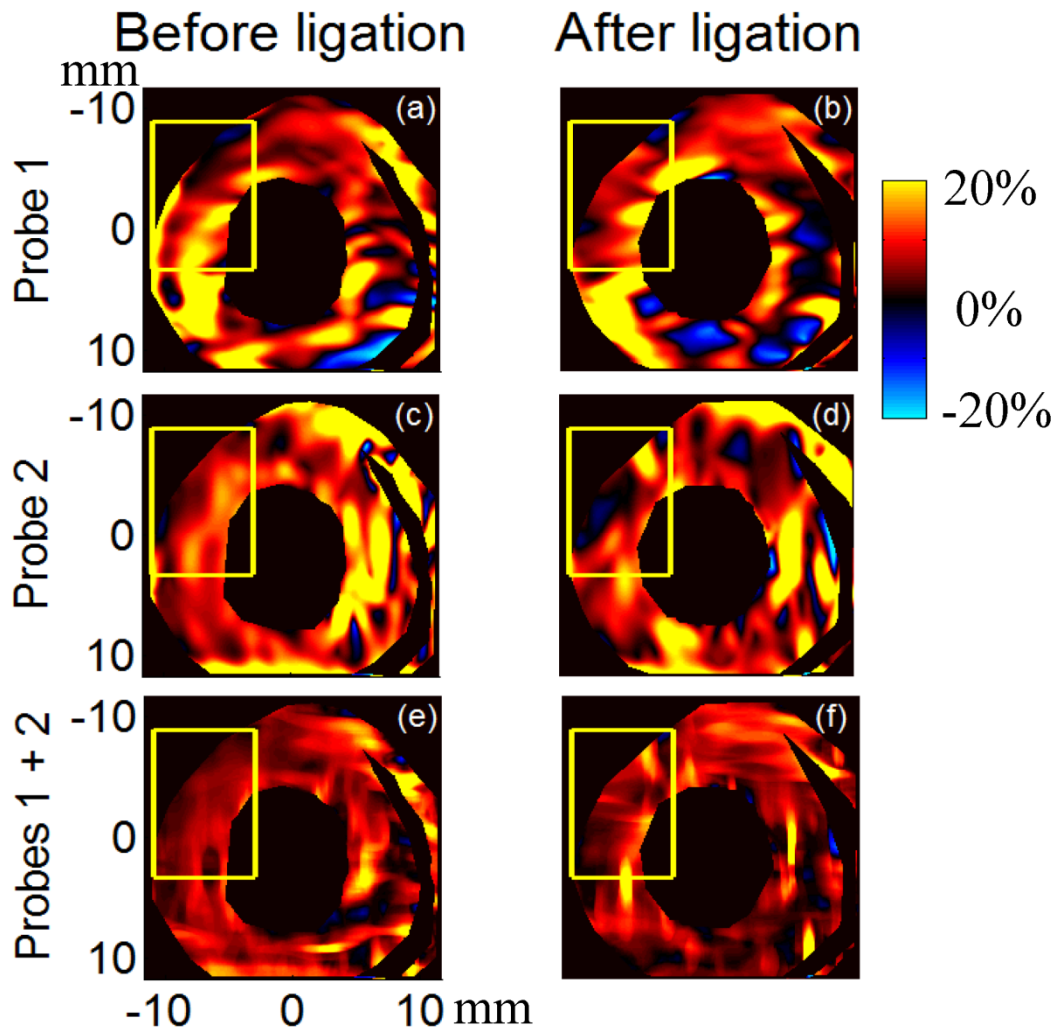 Before ligation After ligation
mm
-10 (a) (b)
Probe 1
0
10
20%
0%
-20%
-10 (c) (d)
Probe 2
0
10
-10 (e) (f)
Probes 1 + 2
0
10
-10 0 10 mm